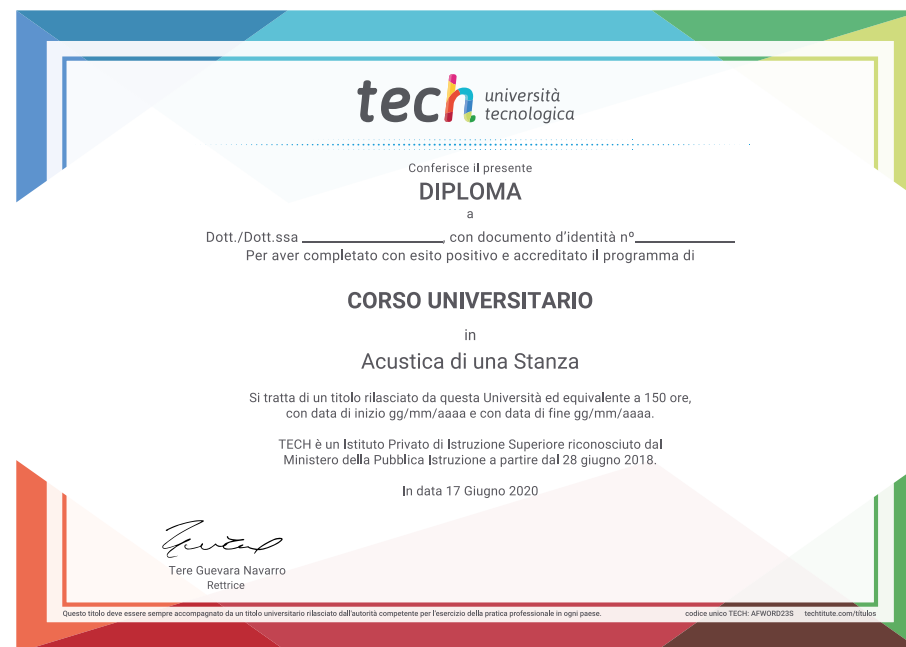 tech università
tecnologica
Conferisce il presente
DIPLOMA
a
Dott./Dott.ssa ____________________, con documento d'identità nº______________
Per aver completato con esito positivo e accreditato il programma di
CORSO UNIVERSITARIO
in
Acustica di una Stanza
Si tratta di un titolo rilasciato da questa Università ed equivalente a 150 ore,
con data di inizio gg/mm/aaaa e con data di fine gg/mm/aaaa.
TECH è un Istituto Privato di Istruzione Superiore riconosciuto dal
Ministero della Pubblica Istruzione a partire dal 28 giugno 2018.
In data 17 Giugno 2020
Tere Guevara Navarro
Rettrice
Questo titolo deve essere sempre accompagnato da un titolo universitario rilasciato dall'autorità competente per l'esercizio della pratica professionale in ogni paese. codice unico TECH: AFWORD23S techtitute.com/títulos